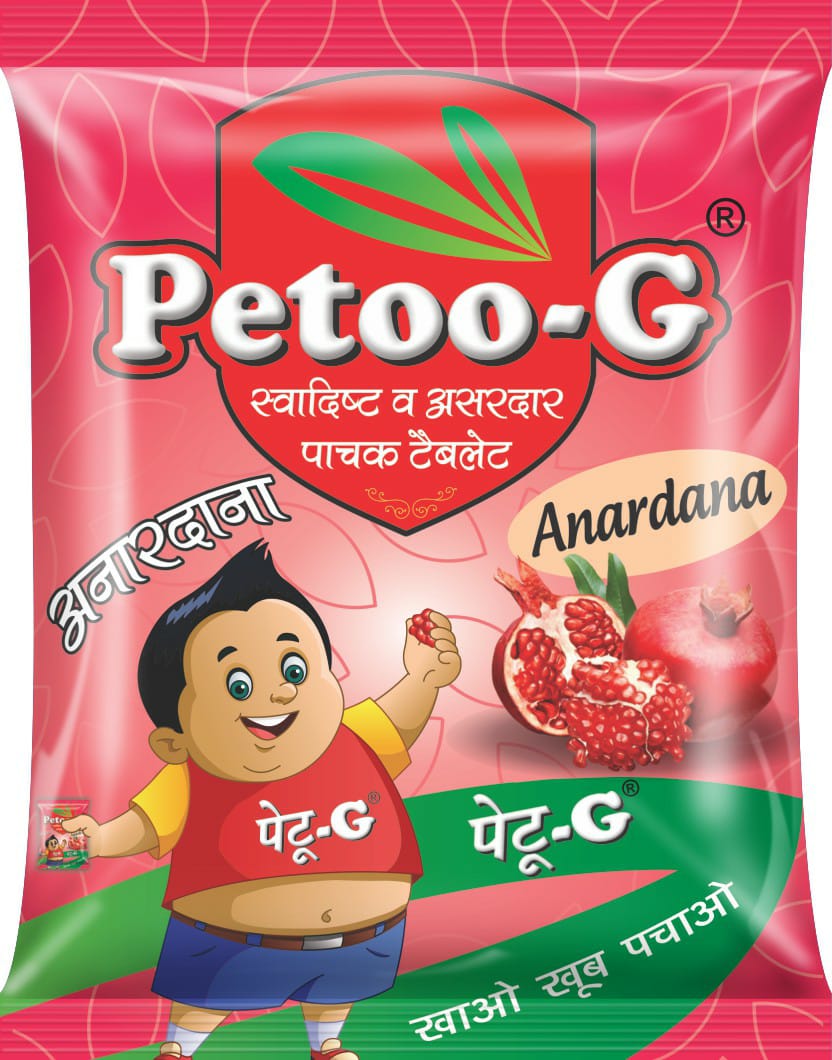 ®
Petoo-G
स्वादिष्ट व असरदार
पाचक टैबलेट
अनारदाना
Anardana
पेटू-G®
पेटू-G®
खाओ खूब पचाओ